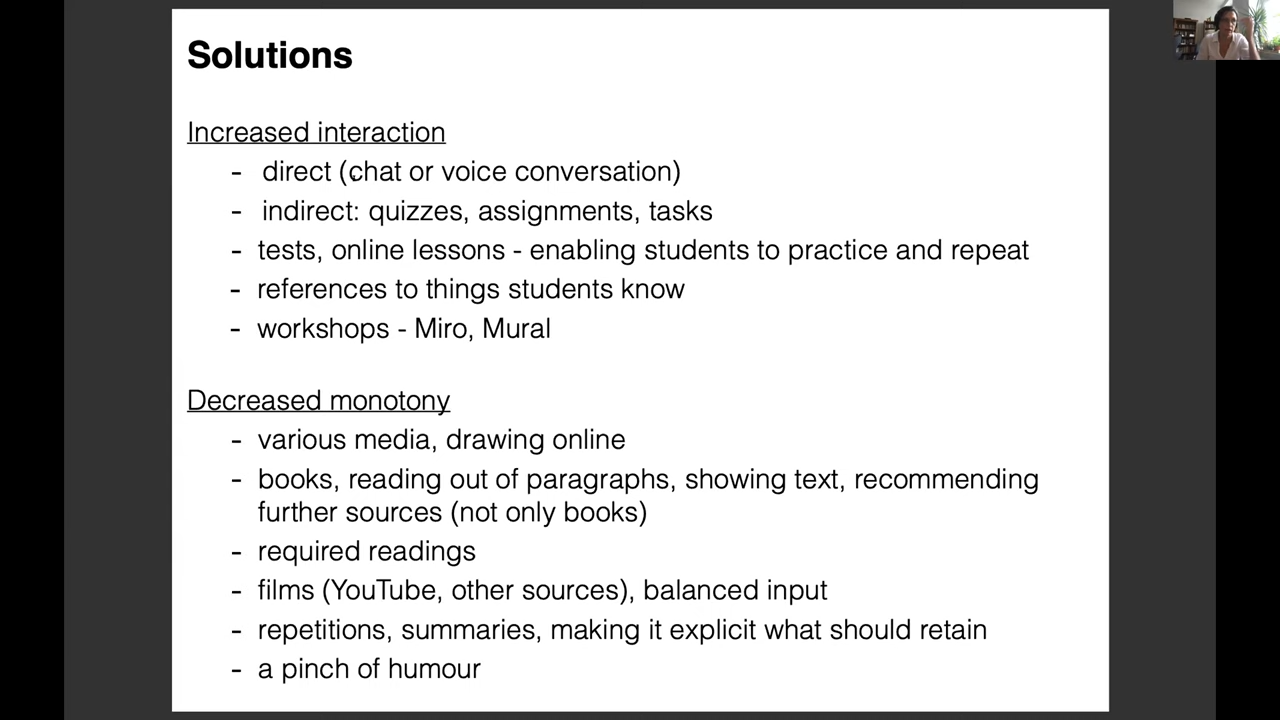 Solutions
Increased interaction
- direct (chat or voice conversation)
- indirect: quizzes, assignments, tasks
- tests, online lessons - enabling students to practice and repeat
- references to things students know
- workshops - Miro, Mural
Decreased monotony
- various media, drawing online
- books, reading out of paragraphs, showing text, recommending
further sources (not only books)
- required readings
- films (YouTube, other sources), balanced input
- repetitions, summaries, making it explicit what should retain
- a pinch of humour